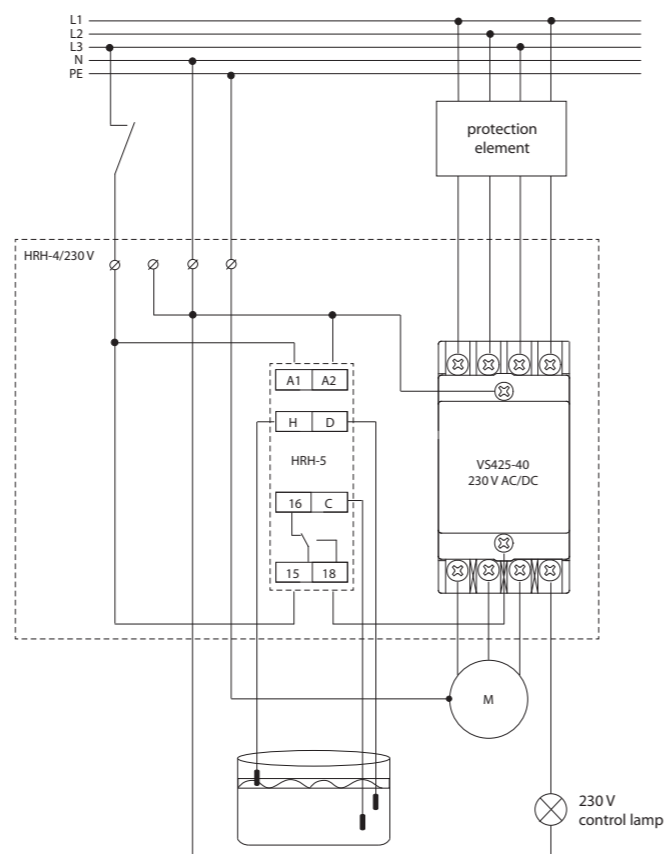 L1
L2
L3
N
PE
protection
element
HRH-4/230 V
A1 A2
H D
HRH-5
VS425-40
230 V AC/DC
16 C
15 18
M
230 V
control lamp